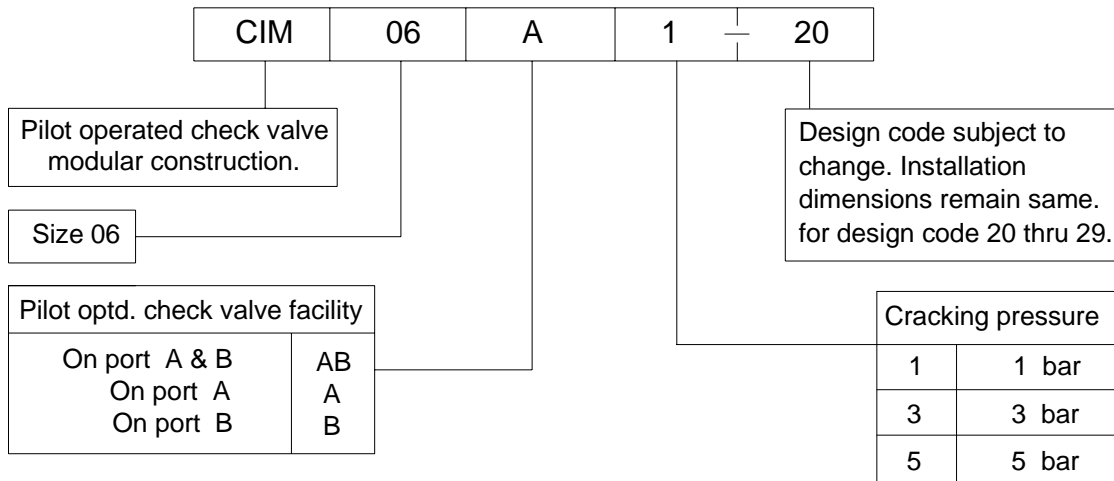 CIM 06 A 1 — 20
Pilot operated check valve
modular construction.
Design code subject to
change. Installation
dimensions remain same.
for design code 20 thru 29.
Size 06
Pilot optd. check valve facility
On port A & B AB
On port A A
On port B B
Cracking pressure
1 1 bar
3 3 bar
5 5 bar